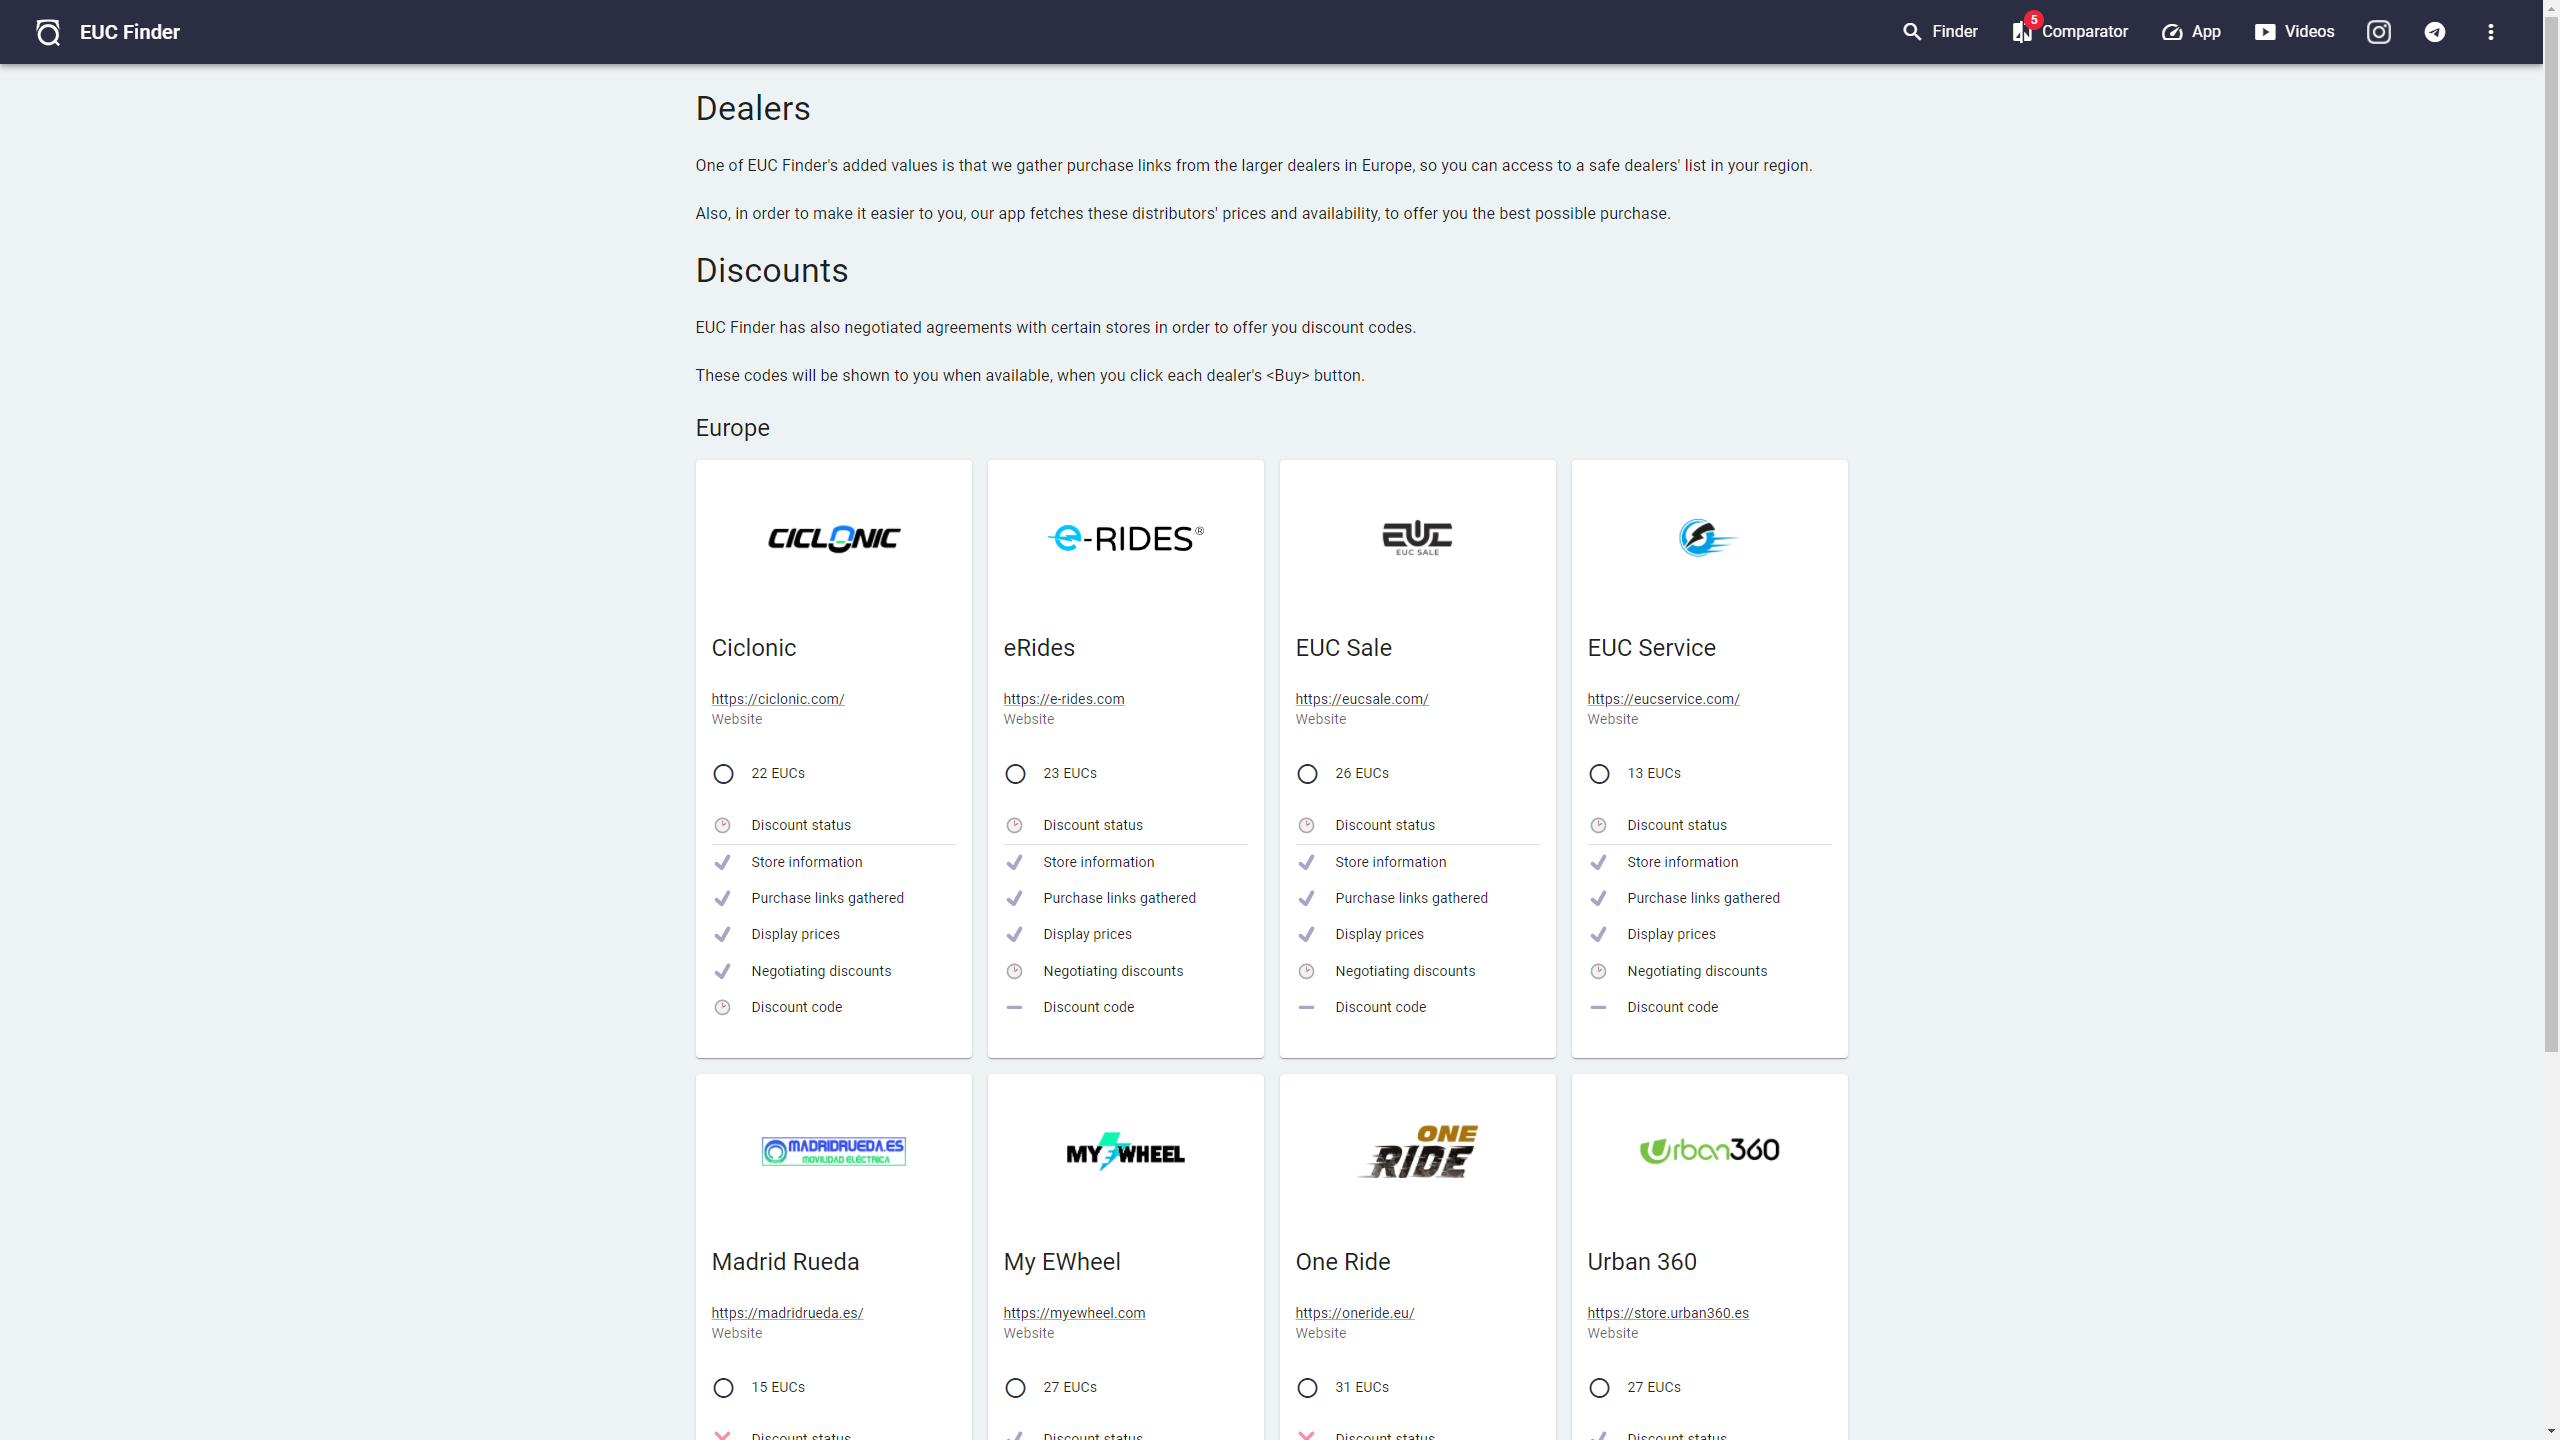 EUC Finder
Finder
5
Comparator
App
Videos
Dealers
One of EUC Finder's added values is that we gather purchase links from the larger dealers in Europe, so you can access to a safe dealers' list in your region.
Also, in order to make it easier to you, our app fetches these distributors' prices and availability, to offer you the best possible purchase.
Discounts
EUC Finder has also negotiated agreements with certain stores in order to offer you discount codes.
These codes will be shown to you when available, when you click each dealer's <Buy> button.
Europe
CICLONIC
Ciclonic
https://ciclonic.com/
Website
22 EUCs
Discount status
Store information
Purchase links gathered
Display prices
Negotiating discounts
Discount code
e-RIDES®
eRides
https://e-rides.com
Website
23 EUCs
Discount status
Store information
Purchase links gathered
Display prices
Negotiating discounts
Discount code
EUC
EUC SALE
EUC Sale
https://eucsale.com/
Website
26 EUCs
Discount status
Store information
Purchase links gathered
Display prices
Negotiating discounts
Discount code
EUC Service
https://eucservice.com/
Website
13 EUCs
Discount status
Store information
Purchase links gathered
Display prices
Negotiating discounts
Discount code
MADRIDRUEDA.ES
MOVILIDAD ELÉCTRICA
Madrid Rueda
https://madridrueda.es/
Website
15 EUCs
Discount status
MY EWHEEL
My EWheel
https://myewheel.com
Website
27 EUCs
Discount status
ONE
RIDE
One Ride
https://oneride.eu/
Website
31 EUCs
Discount status
Urban360
Urban 360
https://store.urban360.es
Website
27 EUCs
Discount status